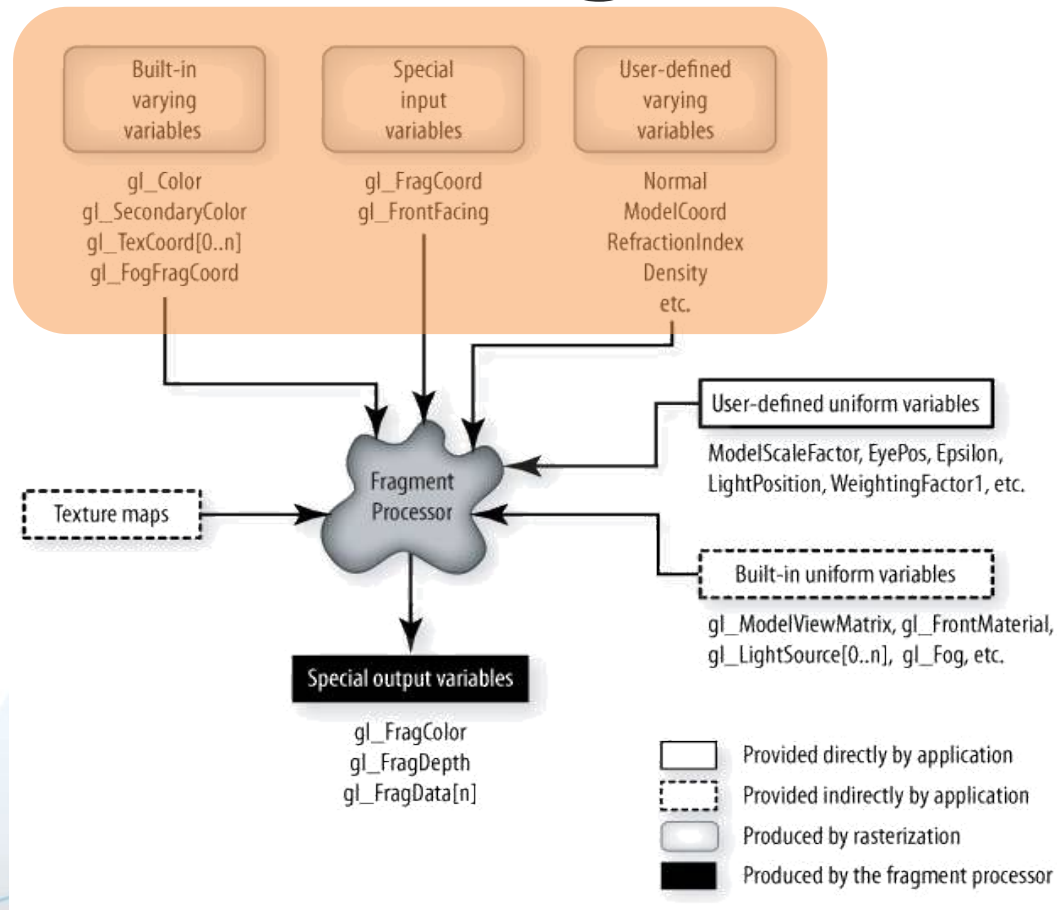 Built-in
varying
variables
gl_Color
gl_SecondaryColor
gl_TexCoord[0..n]
gl_FogFragCoord
Special
input
variables
gl_FragCoord
gl_FrontFacing
User-defined
varying
variables
Normal
ModelCoord
RefractionIndex
Density
etc.
User-defined uniform variables
ModelScaleFactor, EyePos, Epsilon,
LightPosition, WeightingFactor1, etc.
Fragment
Processor
Texture maps
Built-in uniform variables
gl_ModelViewMatrix, gl_FrontMaterial,
gl_LightSource[0..n], gl_Fog, etc.
Special output variables
gl_FragColor
gl_FragDepth
gl_FragData[n]
Provided directly by application
Provided indirectly by application
Produced by rasterization
Produced by the fragment processor